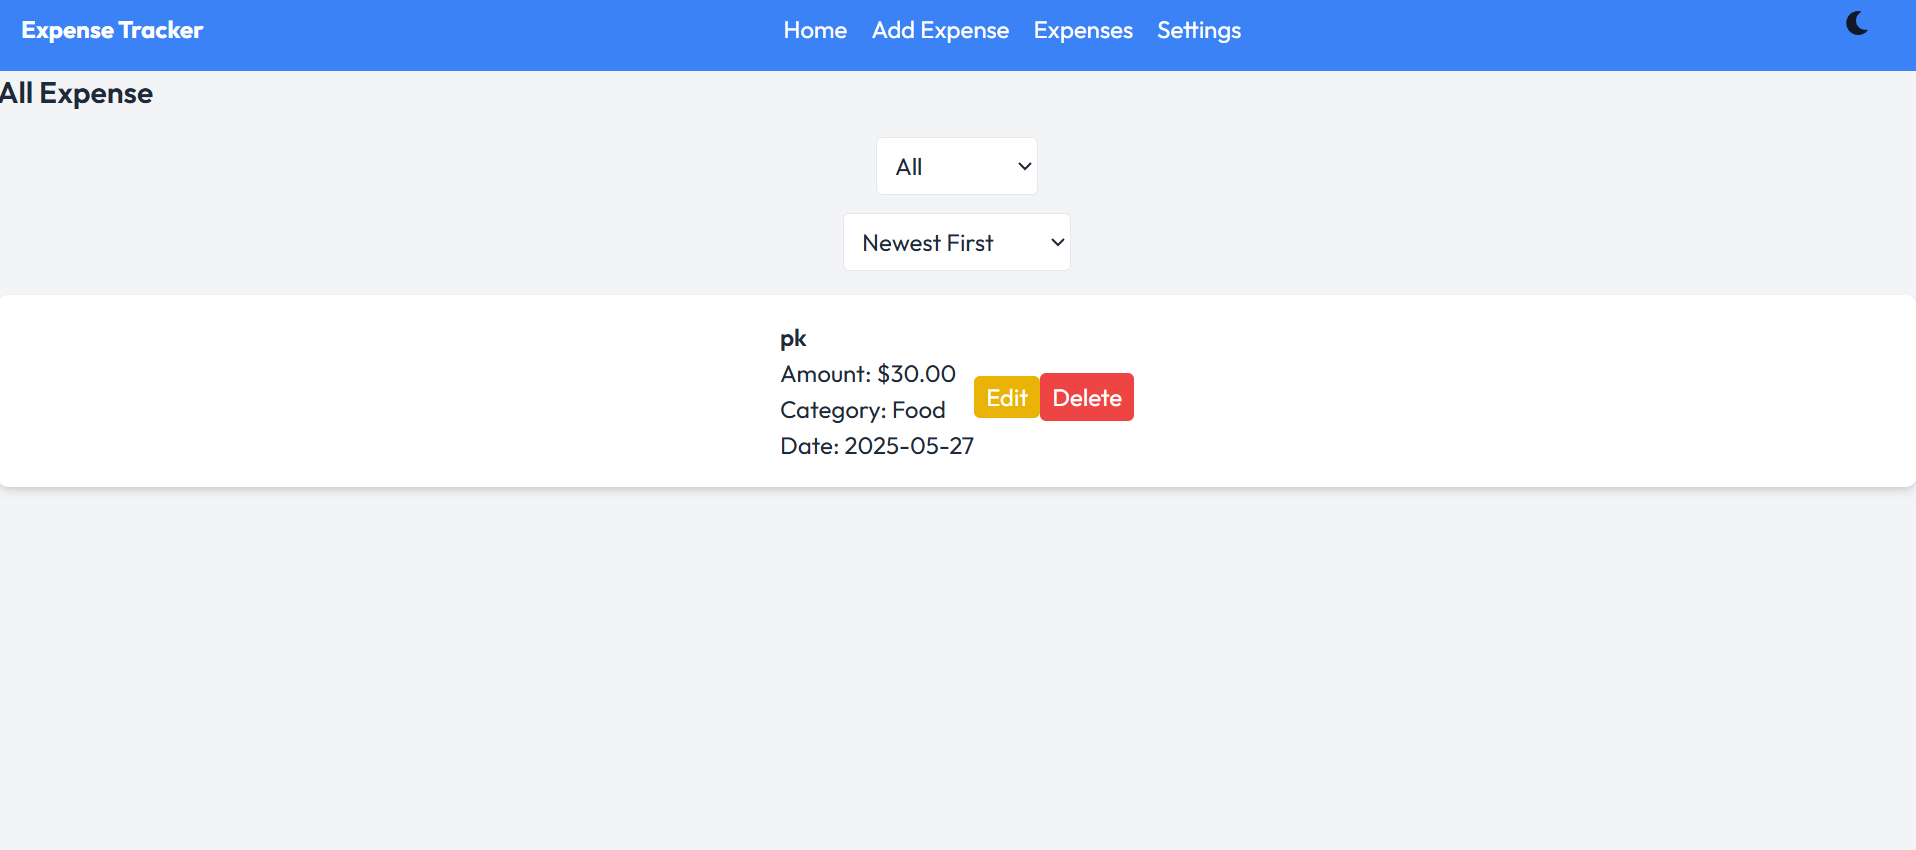 Expense Tracker
Home Add Expense Expenses Settings
All Expense
All
Newest First
pk
Amount: $30.00
Category: Food
Date: 2025-05-27
Edit Delete